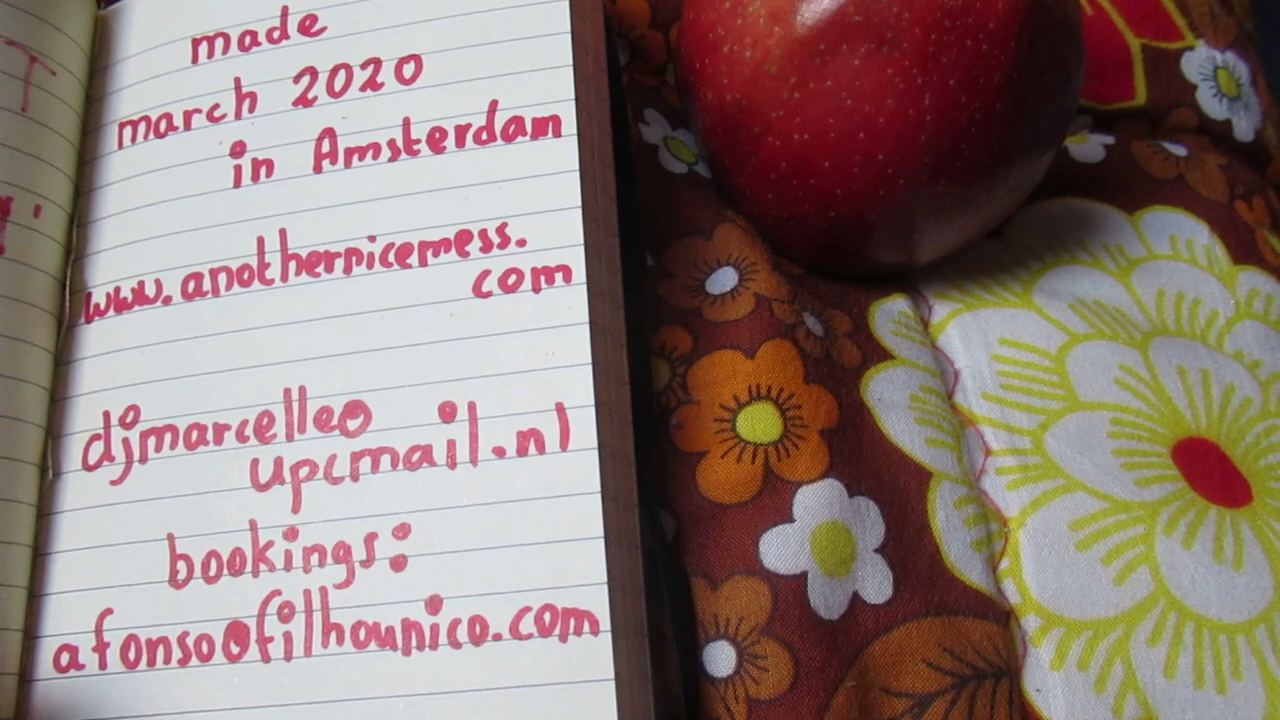 made
march 2020
in Amsterdam
www.anothernicemess.
com
djmarcelle@
upcmail.nl
bookings:
afonso@filhounico.com